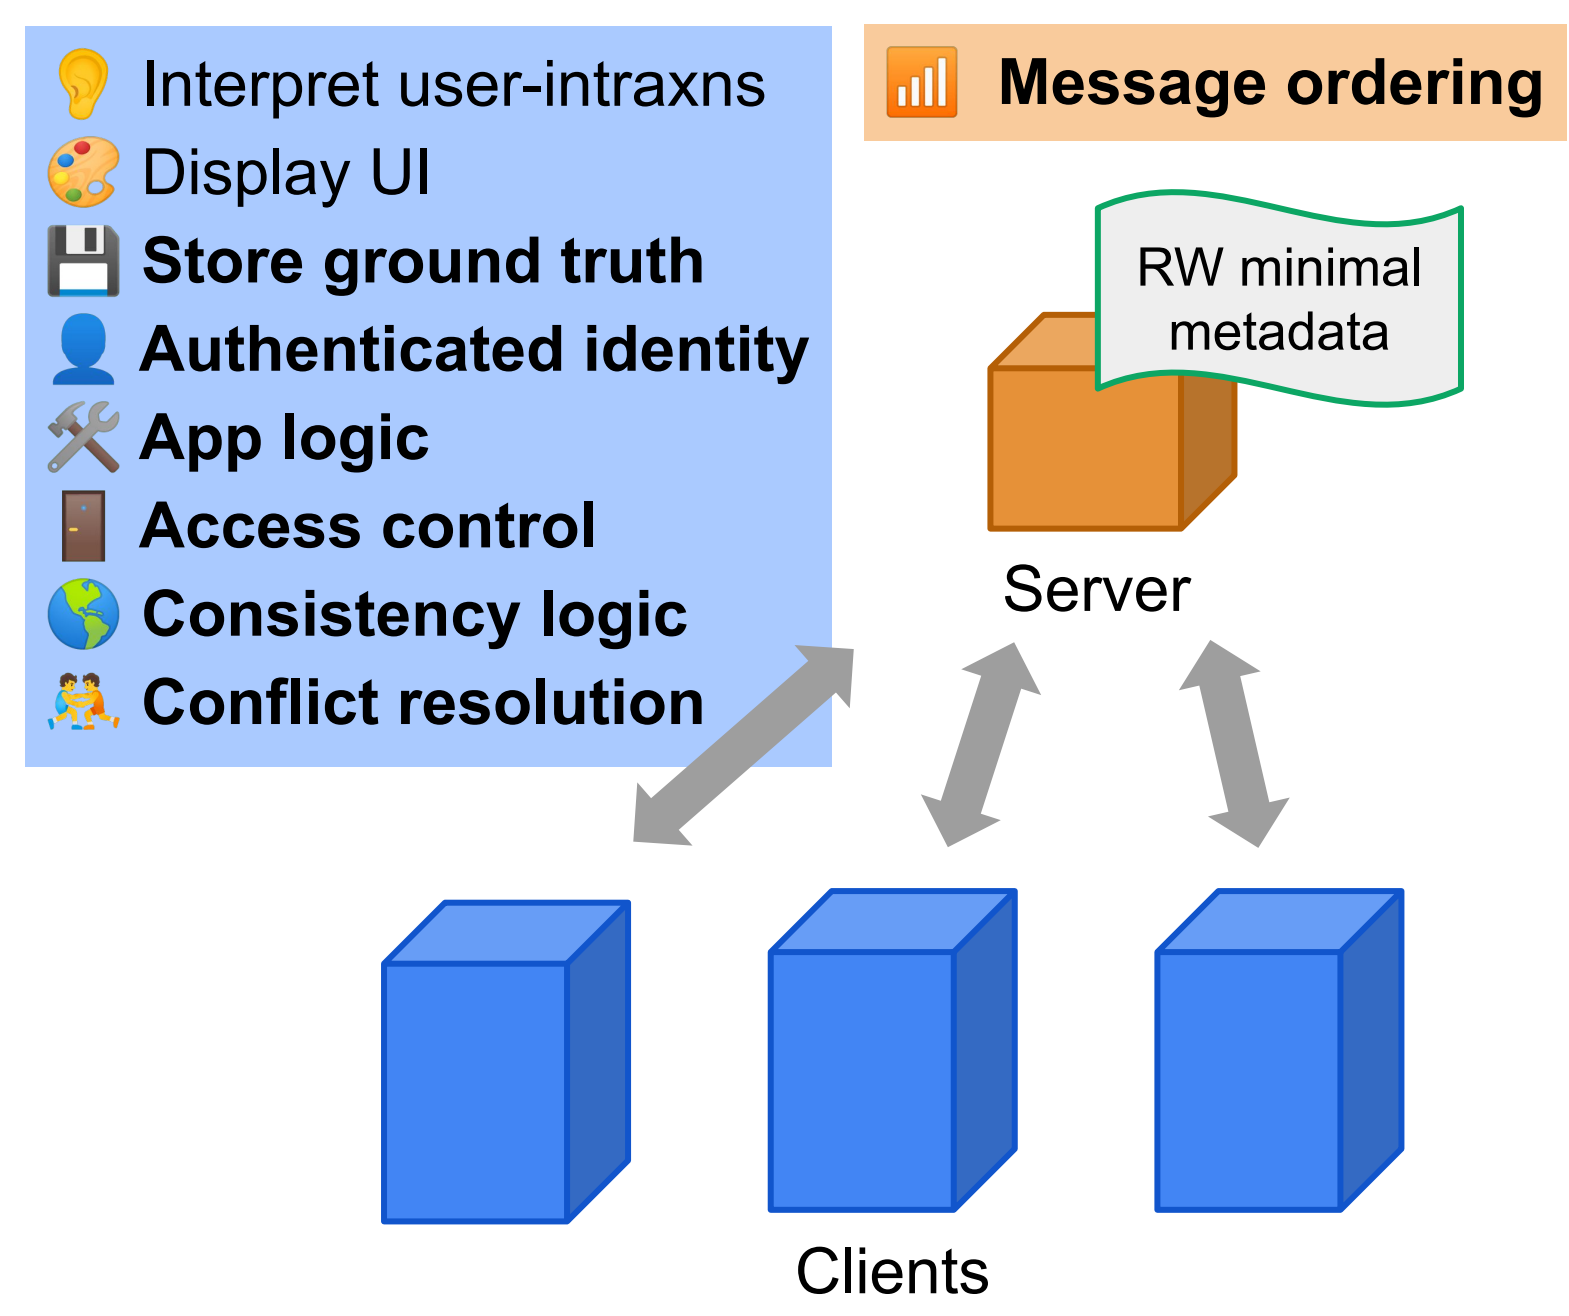 Interpret user-intraxns
Display UI
Store ground truth
Authenticated identity
App logic
Access control
Consistency logic
Conflict resolution
Message ordering
RW minimal
metadata
Server
Clients